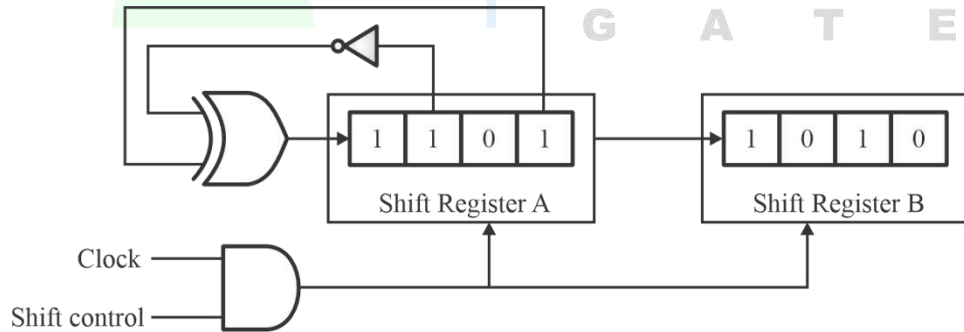 G A T E
1 1 0 1
1 0 1 0
Shift Register A
Shift Register B
Clock
Shift control